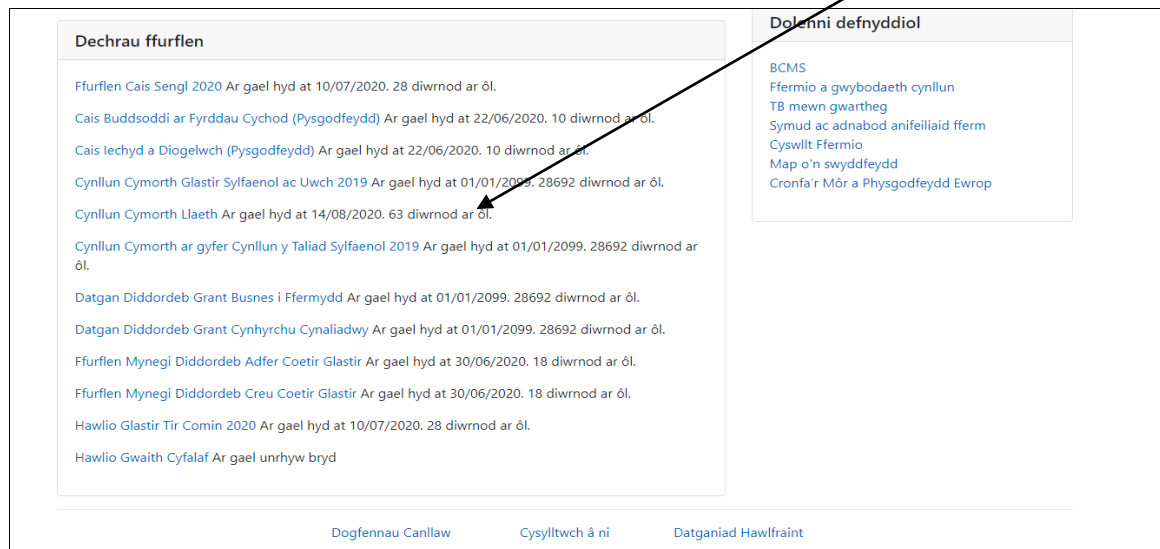 Dechrau ffurflen
Ffurflen Cais Sengl 2020 Ar gael hyd at 10/07/2020. 28 diwrnod ar ôl.
Cais Buddsoddi ar Fyrddau Cychod (Pysgodfeydd) Ar gael hyd at 22/06/2020. 10 diwrnod ar ôl.
Cais Iechyd a Diogelwch (Pysgodfeydd) Ar gael hyd at 22/06/2020. 10 diwrnod ar ôl.
Cynllun Cymorth Glastir Sylfaenol ac Uwch 2019 Ar gael hyd at 01/01/2099. 28692 diwrnod ar ôl.
Cynllun Cymorth Llaeth Ar gael hyd at 14/08/2020. 63 diwrnod ar ôl.
Cynllun Cymorth ar gyfer Cynllun y Taliad Sylfaenol 2019 Ar gael hyd at 01/01/2099. 28692 diwrnod ar
ôl.
Datgan Diddordeb Grant Busnes i Ffermydd Ar gael hyd at 01/01/2099. 28692 diwrnod ar ôl.
Datgan Diddordeb Grant Cynhyrchu Cynaliadwy Ar gael hyd at 01/01/2099. 28692 diwrnod ar ôl.
Ffurflen Mynegi Diddordeb Adfer Coetir Glastir Ar gael hyd at 30/06/2020. 18 diwrnod ar ôl.
Ffurflen Mynegi Diddordeb Creu Coetir Glastir Ar gael hyd at 30/06/2020. 18 diwrnod ar ôl.
Hawlio Glastir Tir Comin 2020 Ar gael hyd at 10/07/2020. 28 diwrnod ar ôl.
Hawlio Gwaith Cyfalaf Ar gael unrhyw bryd
Dolenni defnyddiol
BCMS
Ffermio a gwybodaeth cynllun
TB mewn gwartheg
Symud ac adnabod anifeiliaid fferm
Cyswllt Ffermio
Map o'n swyddfeydd
Cronfa'r Môr a Physgodfeydd Ewrop
Dogfennau Canllaw
Cysylltwch â ni
Datganiad Hawlfraint